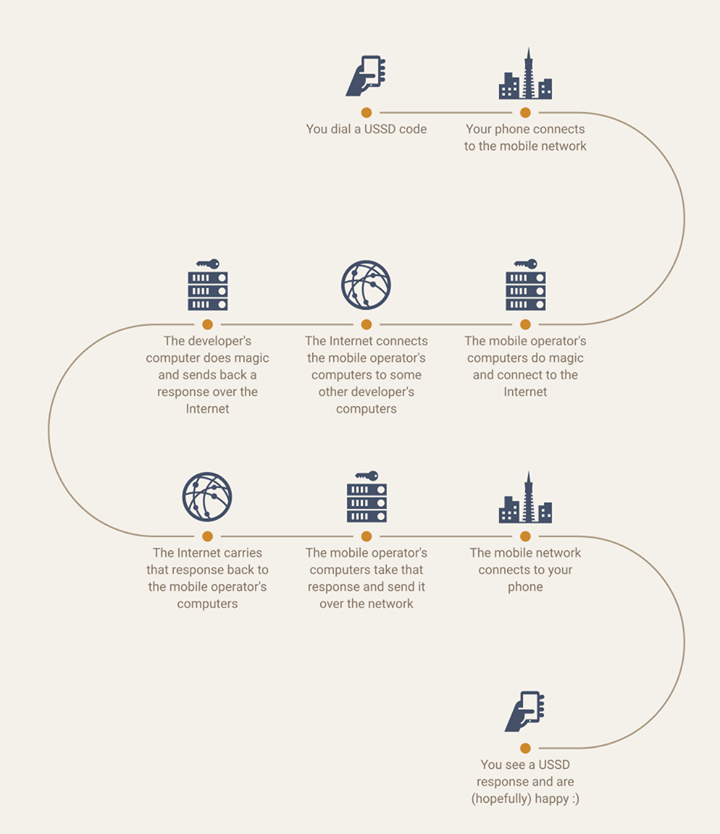 You dial a USSD code
Your phone connects
to the mobile network
The mobile operator's
computers do magic
and connect to the
Internet
The Internet connects
the mobile operator's
computers to some
other developer's
computers
The developer's
computer does magic
and sends back a
response over the
Internet
The Internet carries
that response back to
the mobile operator's
computers
The mobile operator's
computers take that
response and send it
over the network
The mobile network
connects to your
phone
You see a USSD
response and are
(hopefully) happy :)